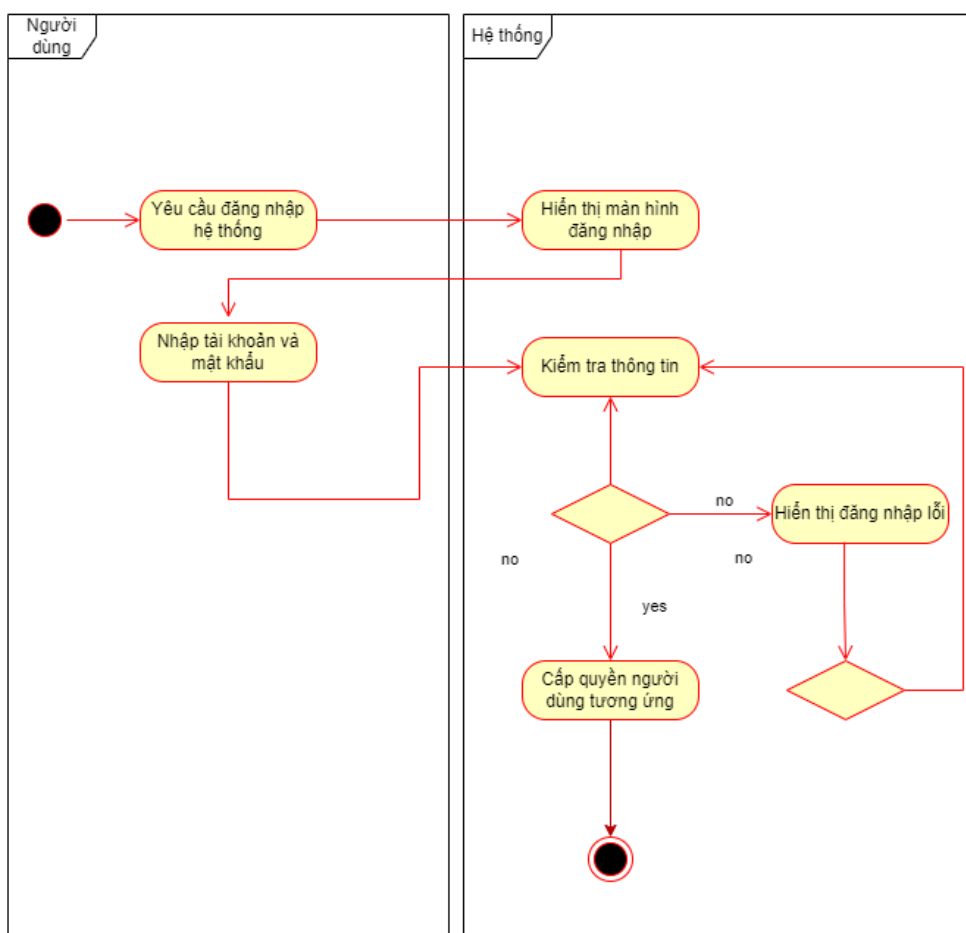 Người
dùng
Hệ thống
Yêu cầu đăng nhập
hệ thống
Hiển thị màn hình
đăng nhập
Nhập tài khoản và
mật khẩu
Kiểm tra thông tin
no
Hiển thị đăng nhập lỗi
no
no
yes
Cấp quyền người
dùng tương ứng